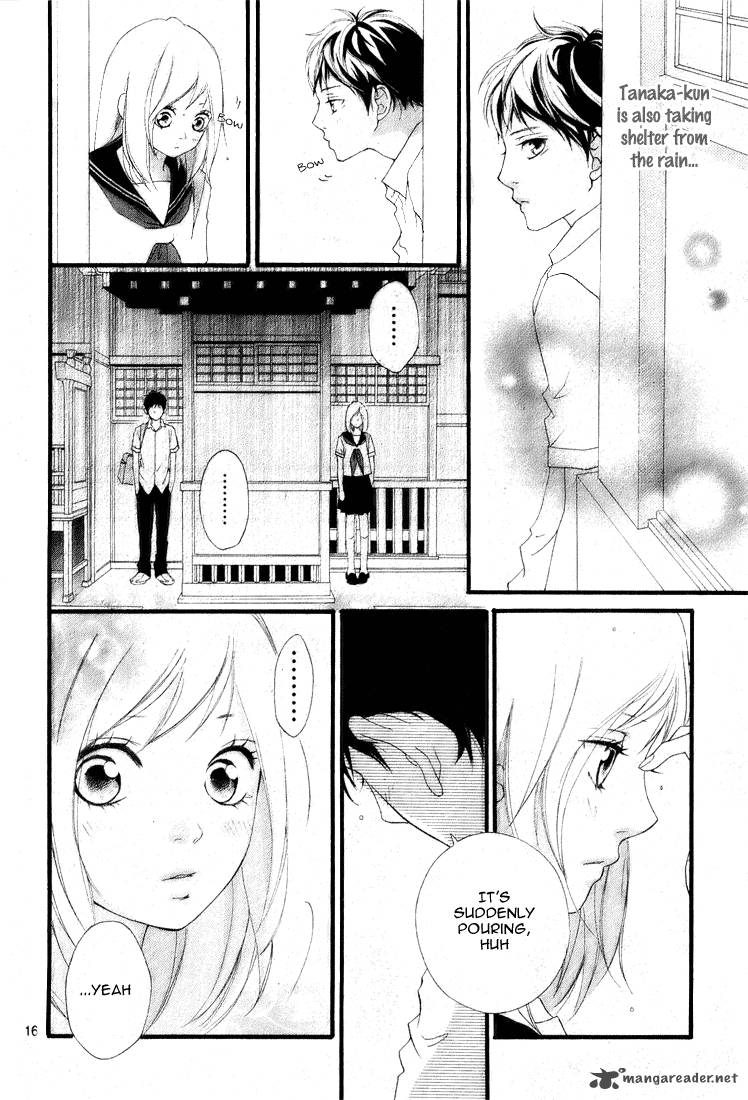 Tanaka-kun
is also taking
shelter from
the rain...
BOW
BOW
........
........
IT'S
SUDDENLY
POURING,
HUH
........
...YEAH
16
mangareader.net